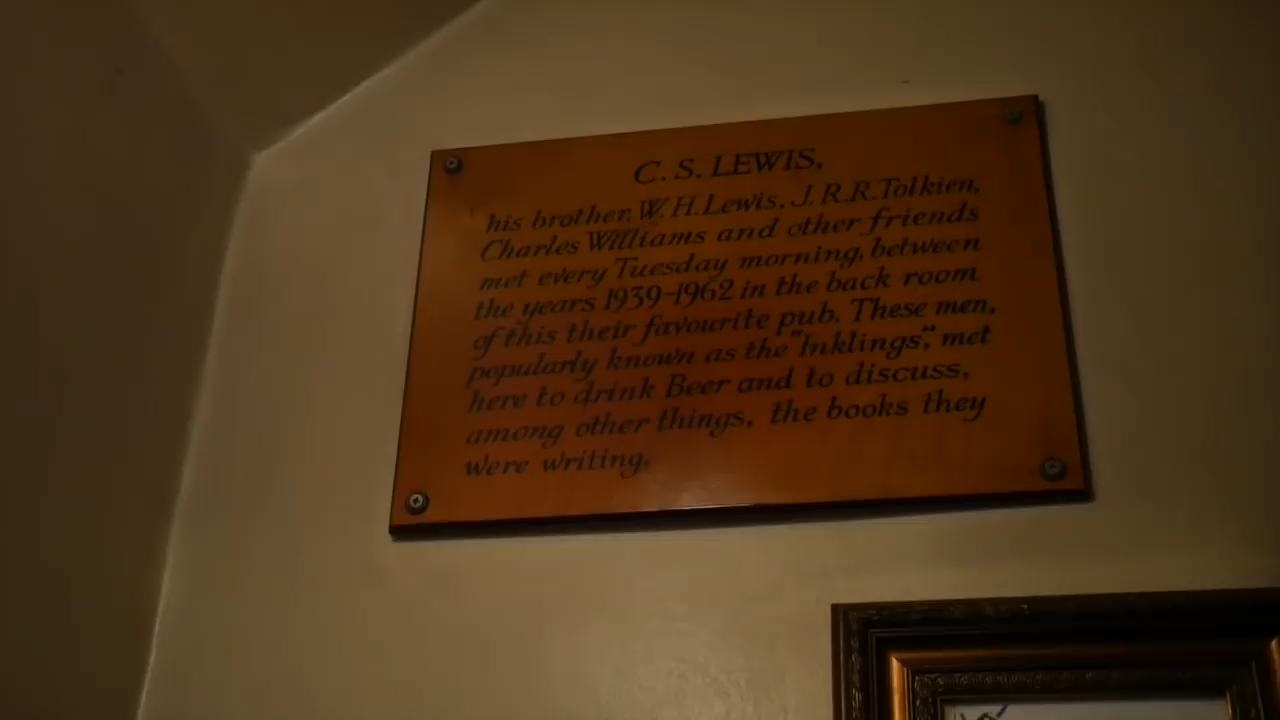 C. S. LEWIS,
his brother, W. H. Lewis, J. R. R. Tolkien,
Charles Williams and other friends
met every Tuesday morning, between
the years 1939-1962 in the back room
of this their favourite pub. These men,
popularly known as the "Inklings", met
here to drink Beer and to discuss,
among other things, the books they
were writing.